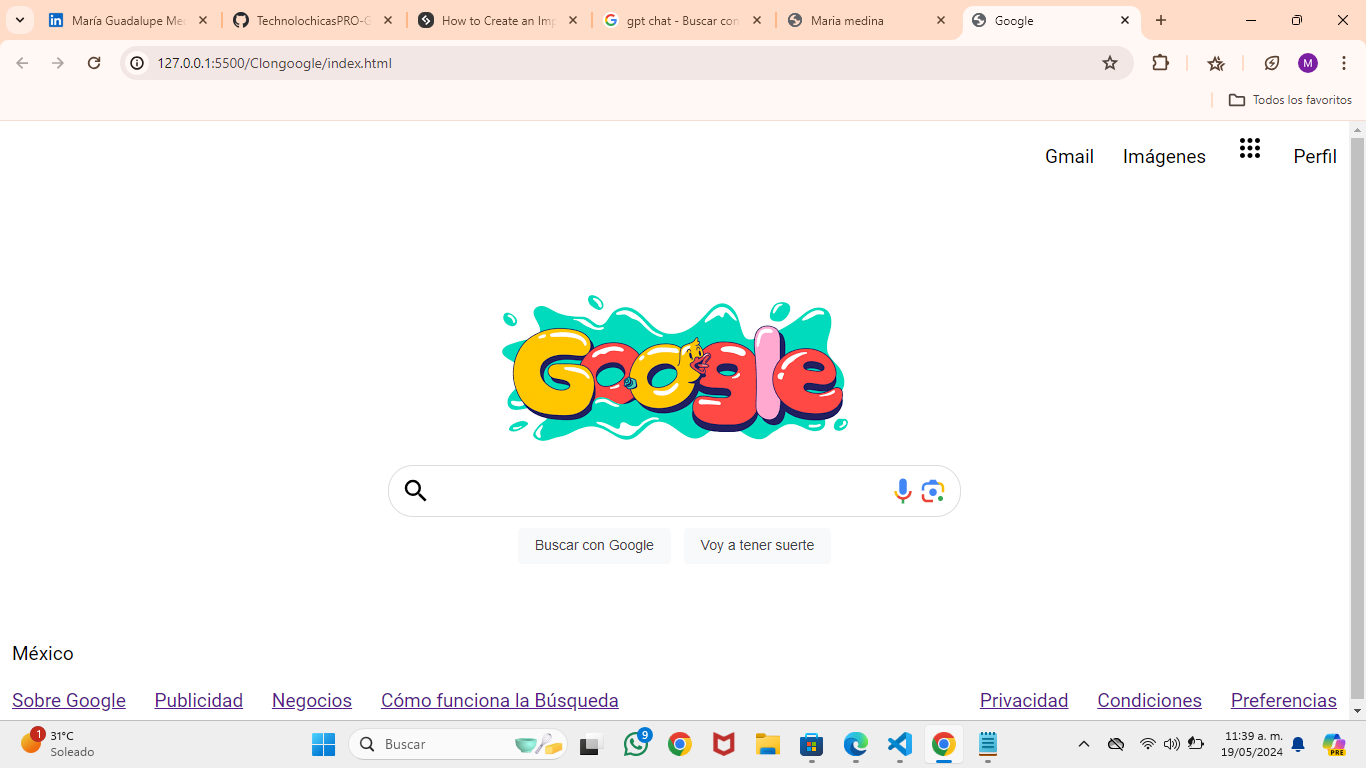 María Guadalupe Med
TechnolochicasPRO-G
How to Create an Imp
gpt chat - Buscar con
Maria medina
Google
127.0.0.1:5500/Clongoogle/index.html
M
Todos los favoritos
Gmail
Imágenes
Perfil
Google
Buscar con Google
Voy a tener suerte
México
Sobre Google
Publicidad
Negocios
Cómo funciona la Búsqueda
Privacidad
Condiciones
Preferencias
1
31°C
Soleado
Buscar
9
11:39 a. m.
19/05/2024
PRE